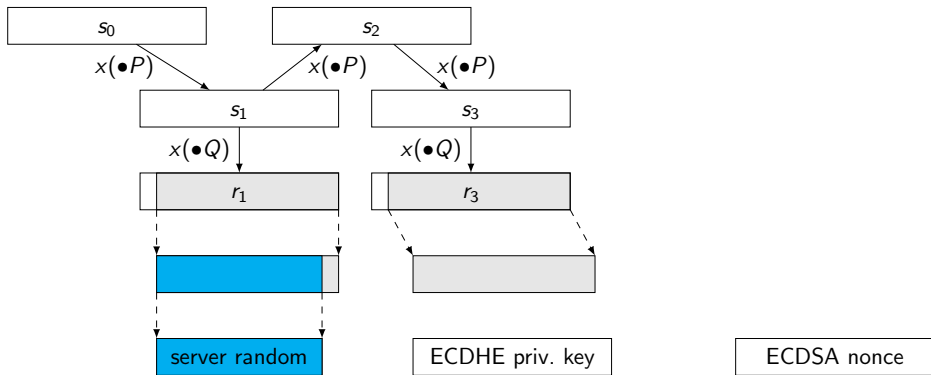 s₀ s₂
x(•P) x(•P) x(•P)
s₁ s₃
x(•Q) x(•Q)
r₁ r₃
server random ECDHE priv. key ECDSA nonce